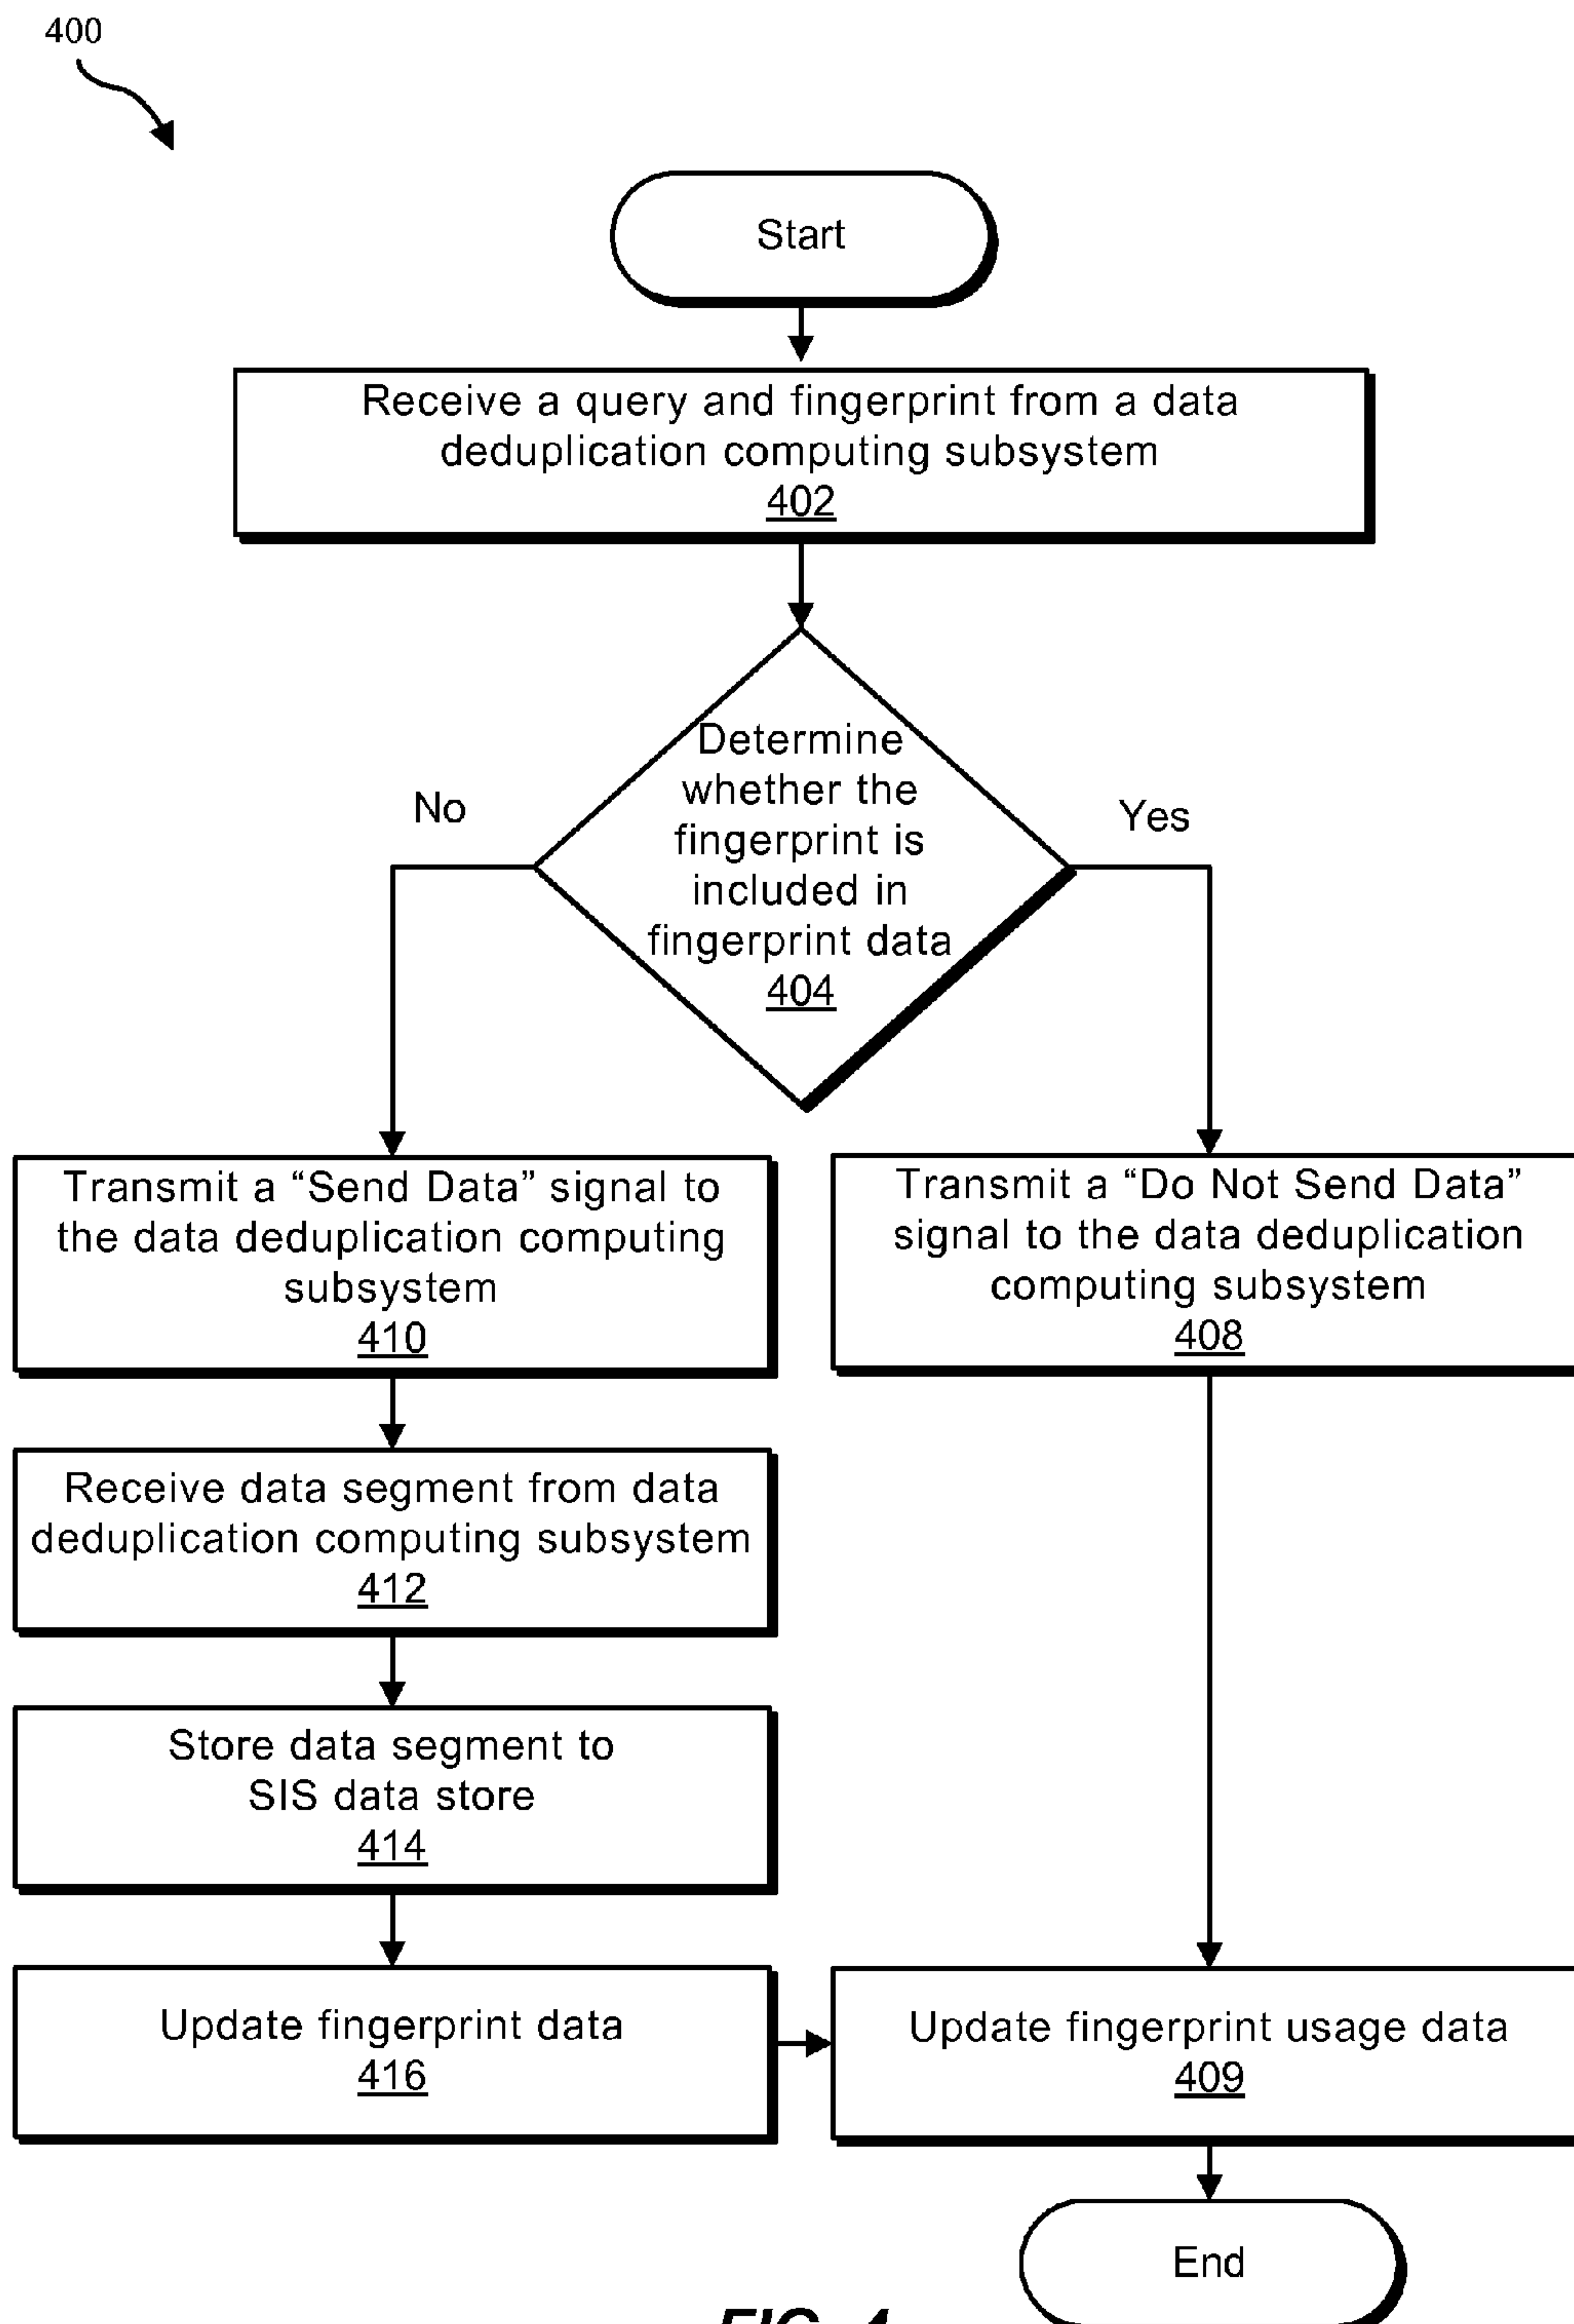 400
Start
Receive a query and fingerprint from a data
deduplication computing subsystem
402
Determine
whether the
fingerprint is
included in
fingerprint data
404
No
Yes
Transmit a “Send Data” signal to
the data deduplication computing
subsystem
410
Transmit a “Do Not Send Data”
signal to the data deduplication
computing subsystem
408
Receive data segment from data
deduplication computing subsystem
412
Store data segment to
SIS data store
414
Update fingerprint data
416
Update fingerprint usage data
409
End